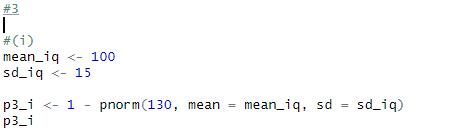 #3
#(i)
mean_iq <- 100
sd_iq <- 15
p3_i <- 1 - pnorm(130, mean = mean_iq, sd = sd_iq)
p3_i